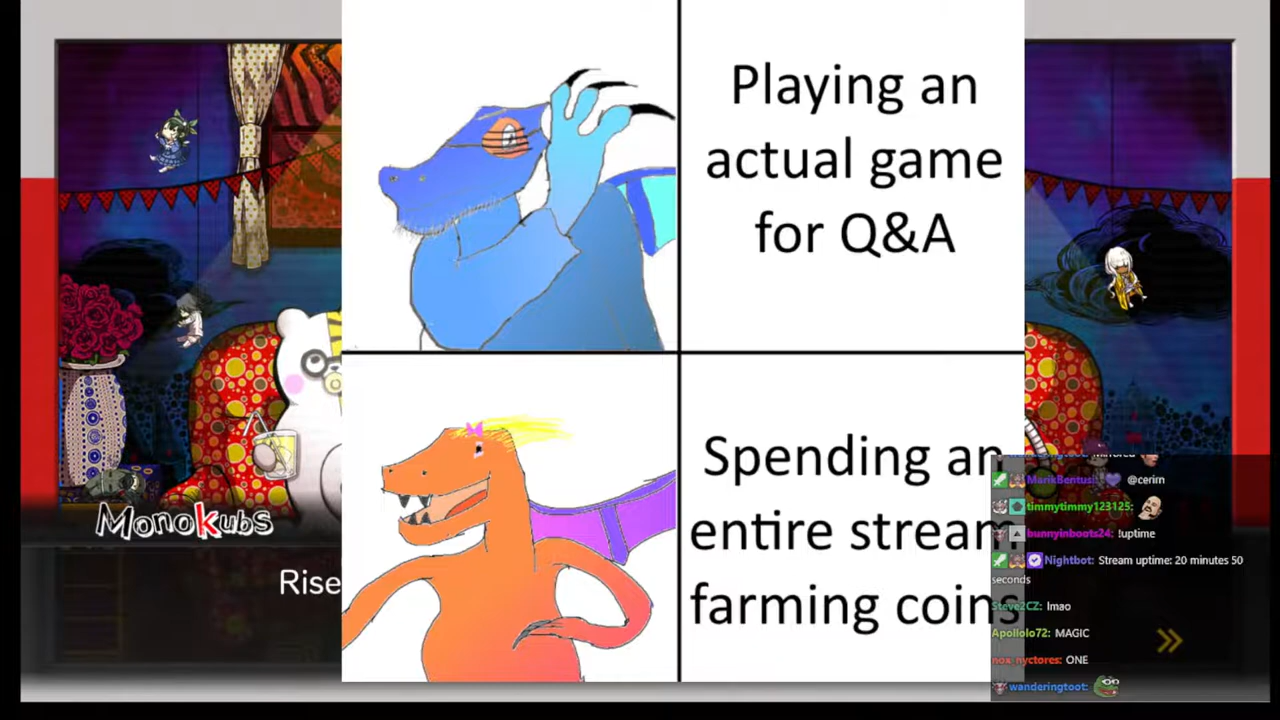 Playing an
actual game
for Q&A
Spending an
entire stream
farming coins
MonoKubs
Rise
MarikBentusi: @cerim
timmytimmy123125:
bunnyinboots24: !uptime
Nightbot: Stream uptime: 20 minutes 50
seconds
Steve2CZ: lmao
Apollolo72: MAGIC
nox_nyctores: ONE
wanderingtoot: